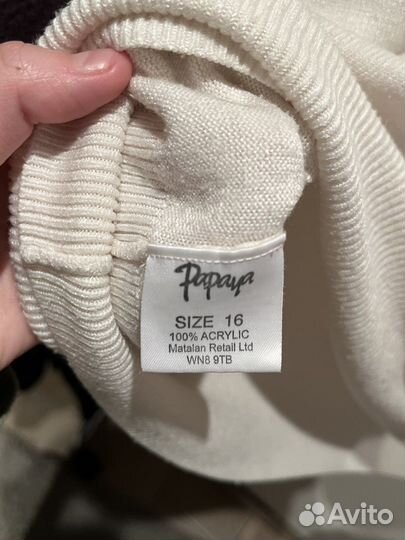 Papaya
SIZE 16
100% ACRYLIC
Matalan Retail Ltd
WN8 9TB
Avito